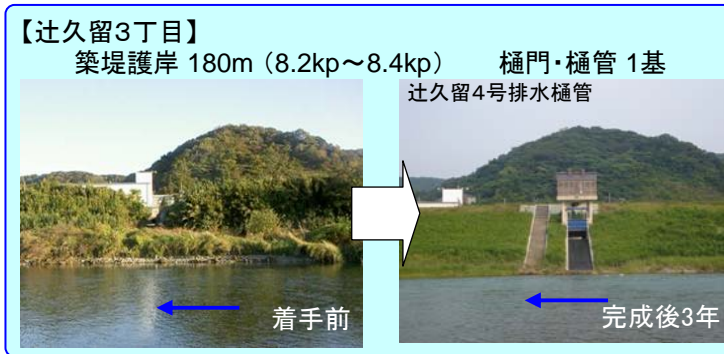 【辻久留3丁目】
築堤護岸 180m（8.2kp～8.4kp）　樋門・樋管 1基
辻久留4号排水樋管
着手前
完成後3年